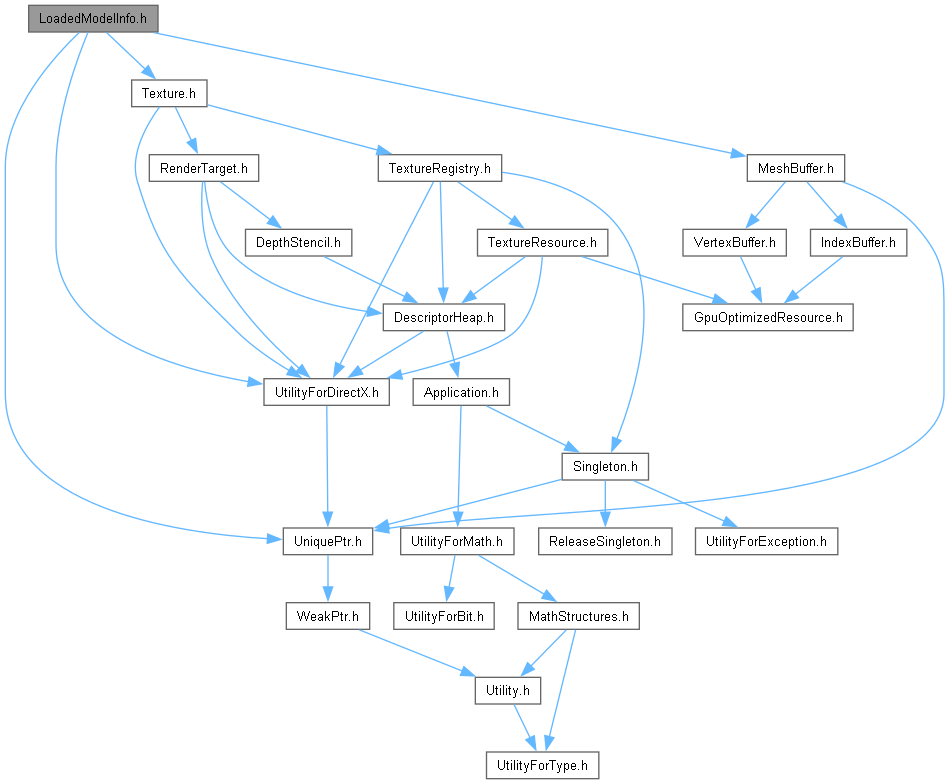 LoadedModelInfo.h
Texture.h
RenderTarget.h
TextureRegistry.h
MeshBuffer.h
DepthStencil.h
TextureResource.h
VertexBuffer.h
IndexBuffer.h
DescriptorHeap.h
GpuOptimizedResource.h
UtilityForDirectX.h
Application.h
Singleton.h
UniquePtr.h
UtilityForMath.h
ReleaseSingleton.h
UtilityForException.h
WeakPtr.h
UtilityForBit.h
MathStructures.h
Utility.h
UtilityForType.h